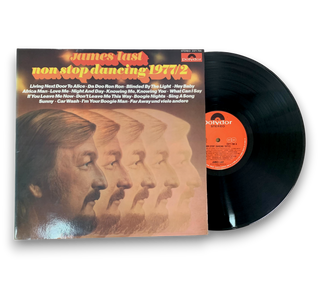 James Last
non stop dancing 1977/2
polydor
Living Next Door To Alice · Da Doo Ron Ron · Blinded By The Light · Hey Baby
Africa Man · Love Me · Night And Day · Knowing Me, Knowing You · What Can I Say
If You Leave Me Now · Don't Leave Me This Way · Boogie Nights · Sing A Song
Sunny · Car Wash · I'm Your Boogie Man · Far Away und viele andere
polydor
STEREO